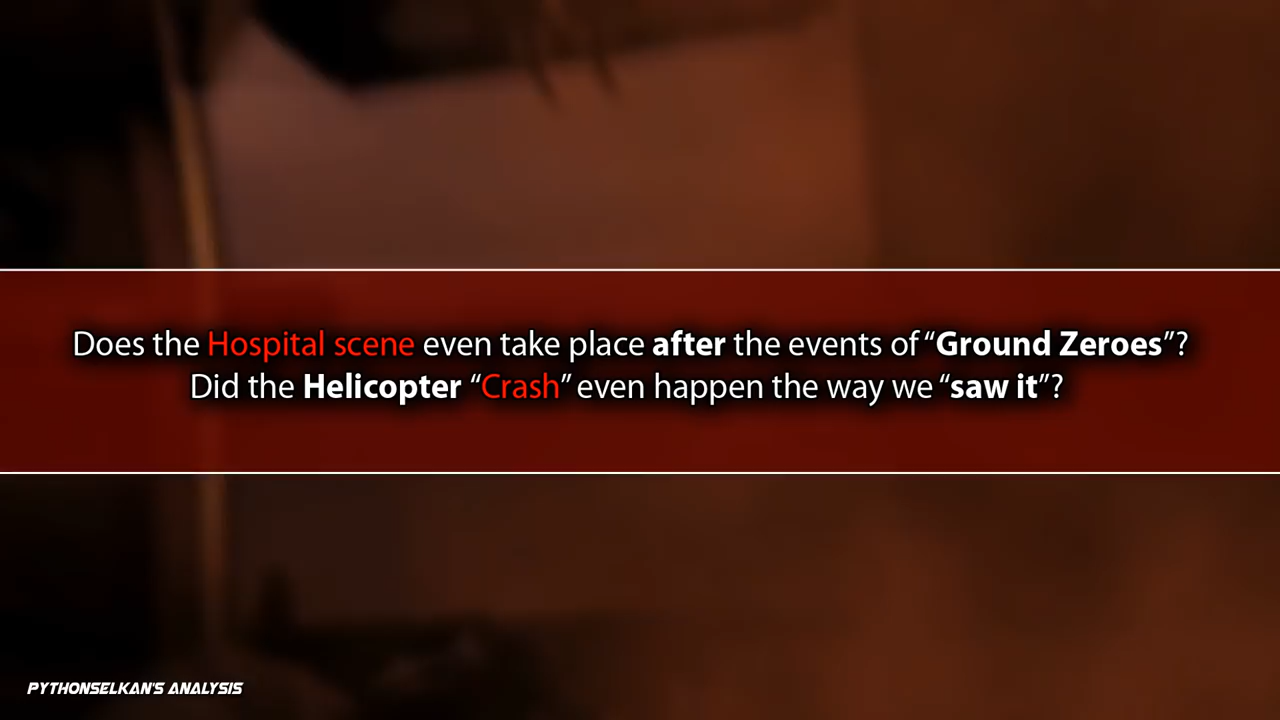 Does the Hospital scene even take place after the events of “Ground Zeroes”?
Did the Helicopter “Crash” even happen the way we “saw it”?
PYTHONSELKAN'S ANALYSIS